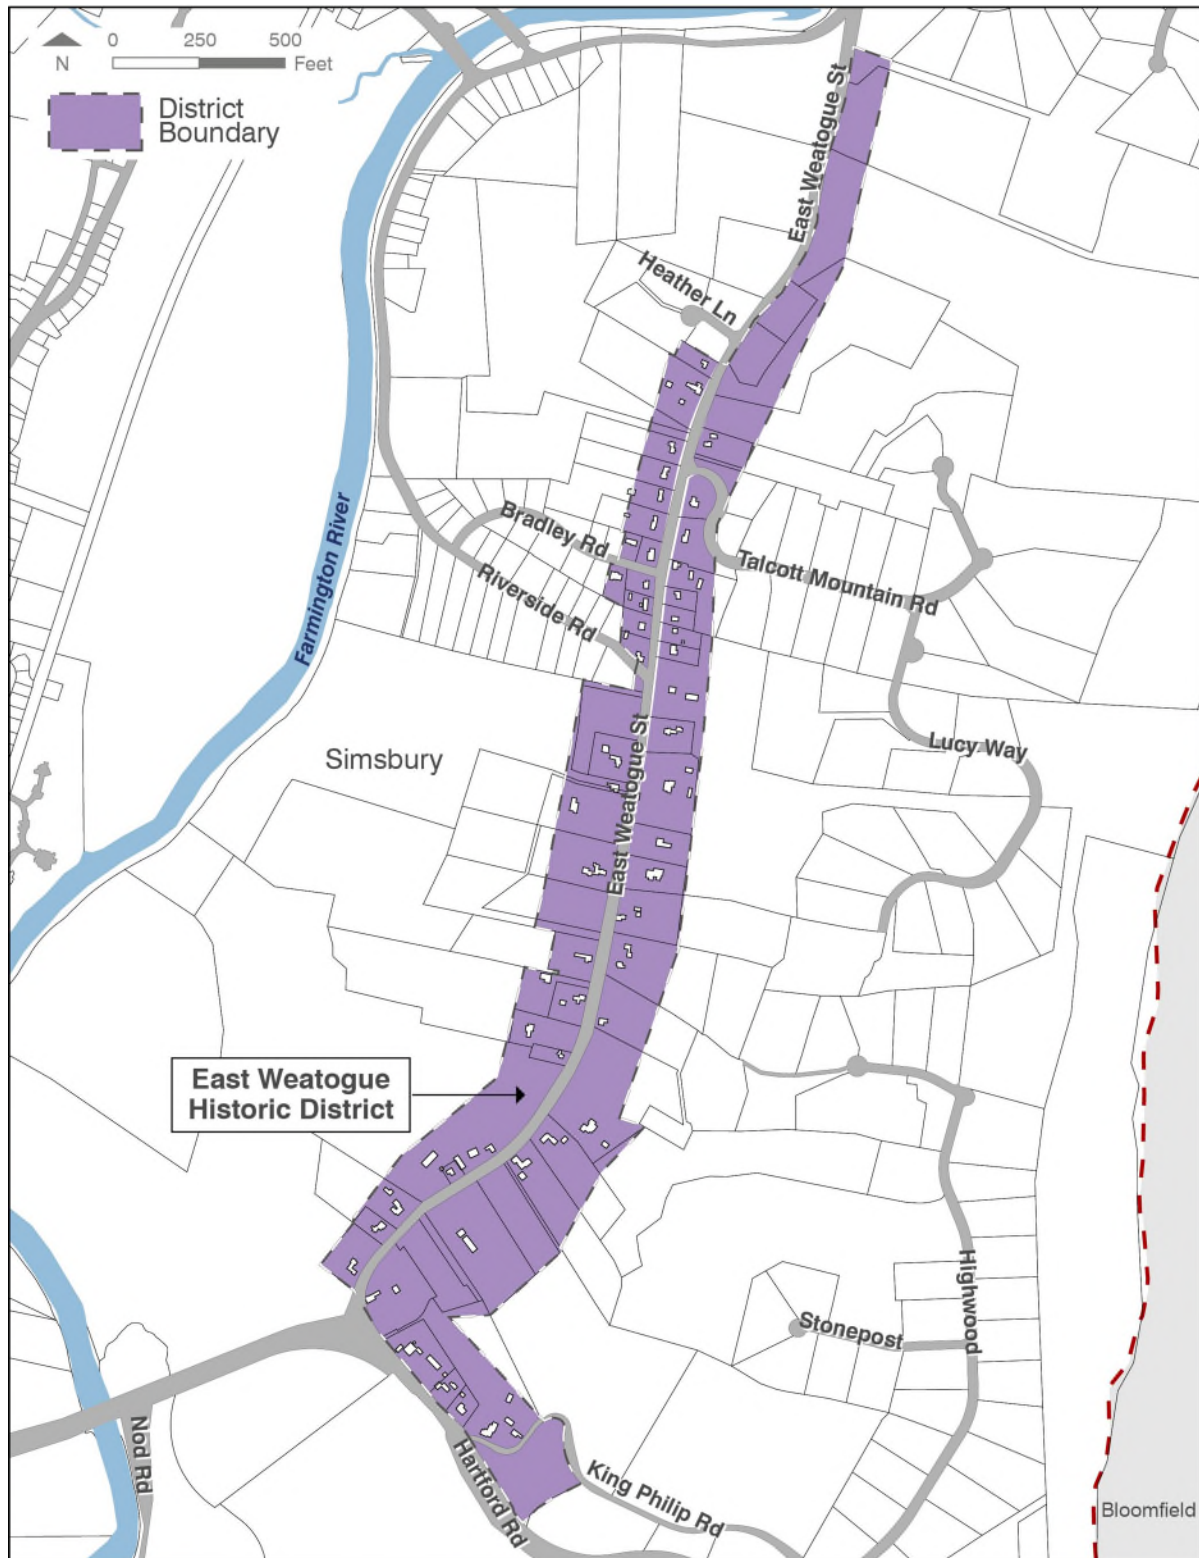 0 250 500
N Feet
District
Boundary
East Weatogue St
Heather Ln
Farmington River
Bradley Rd
Riverside Rd
Talcott Mountain Rd
Simsbury
East Weatogue St
Lucy Way
East Weatogue
Historic District
Highwood
Stonepost
Nod Rd
Hartford Rd
King Philip Rd
Bloomfield